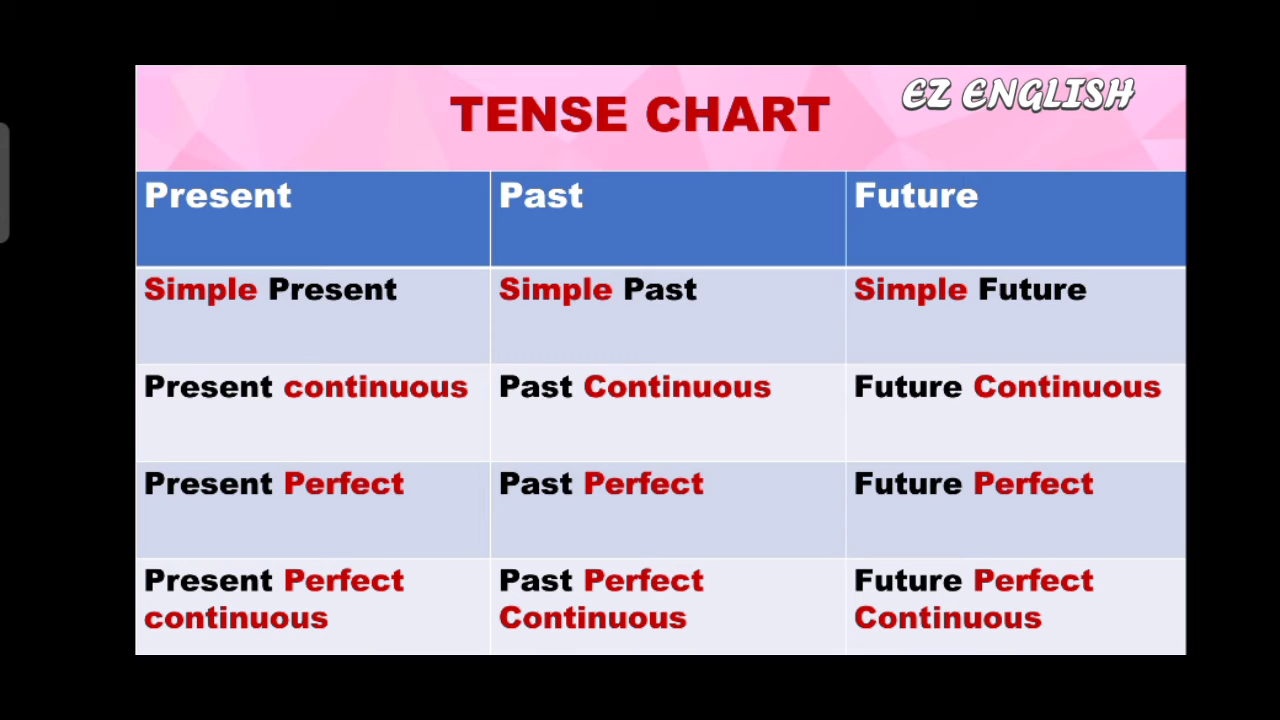 EZ ENGLISH
TENSE CHART
Present Past Future
Simple Present Simple Past Simple Future
Present continuous Past Continuous Future Continuous
Present Perfect Past Perfect Future Perfect
Present Perfect
continuous
Past Perfect
Continuous
Future Perfect
Continuous